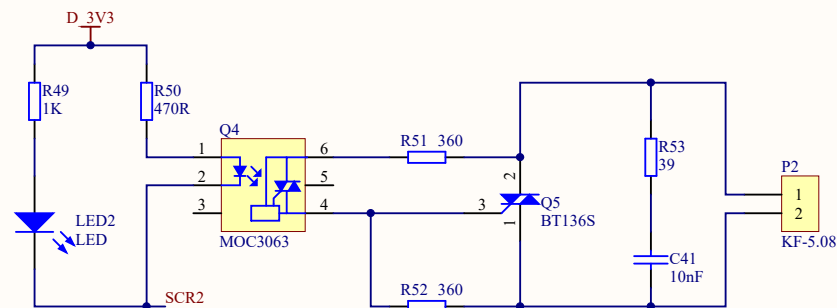 D_3V3
R49
1K
R50
470R
Q4
1
2
3
6
5
4
MOC3063
LED2
LED
SCR2
R51 360
R52 360
2
3
1
Q5
BT136S
R53
39
C41
10nF
P2
1
2
KF-5.08